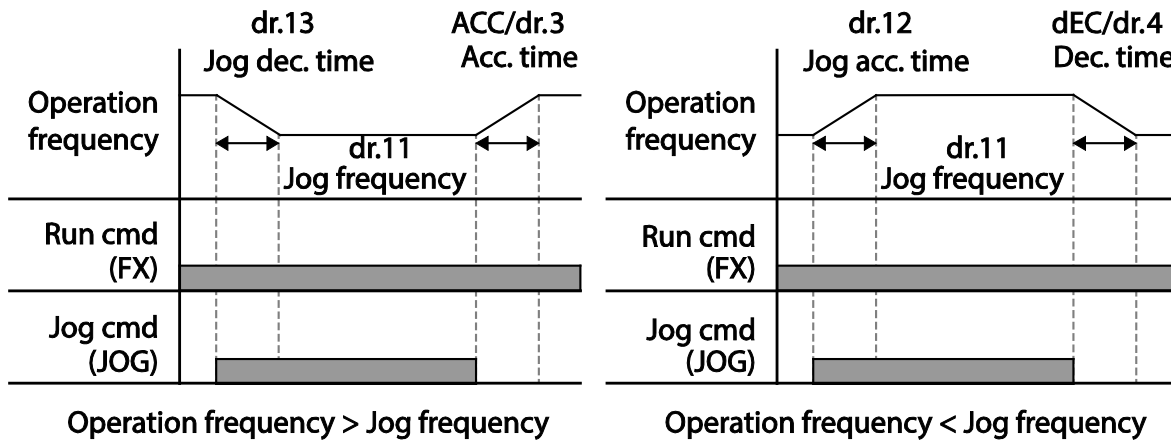 dr.13
Jog dec. time
ACC/dr.3
Acc. time
Operation
frequency
dr.11
Jog frequency
Run cmd
(FX)
Jog cmd
(JOG)
Operation frequency > Jog frequency
dr.12
Jog acc. time
dEC/dr.4
Dec. time
Operation
frequency
dr.11
Jog frequency
Run cmd
(FX)
Jog cmd
(JOG)
Operation frequency < Jog frequency